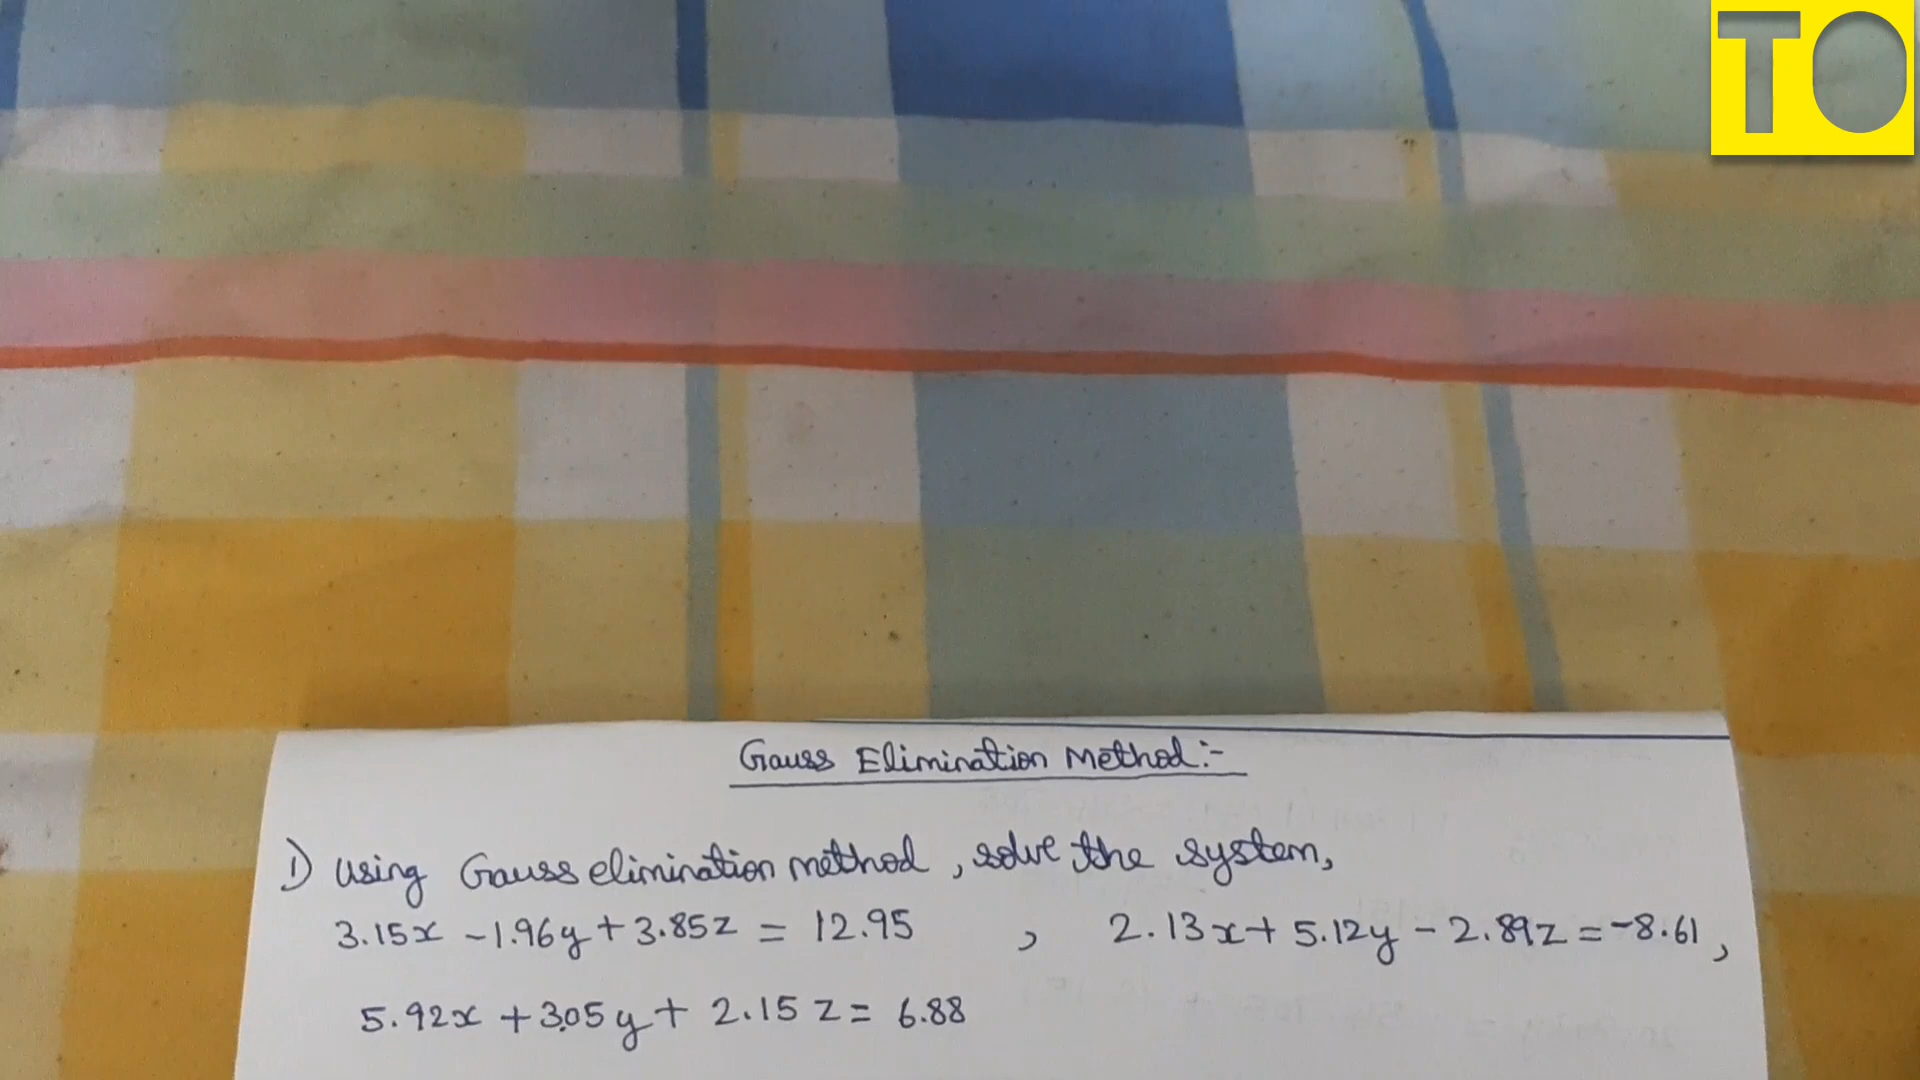 TO
Gauss Elimination Method:-
1) Using Gauss elimination method, solve the system,
3.15x - 1.96y + 3.85z = 12.95 , 2.13x + 5.12y - 2.89z = -8.61,
5.92x + 3.05y + 2.15z = 6.88